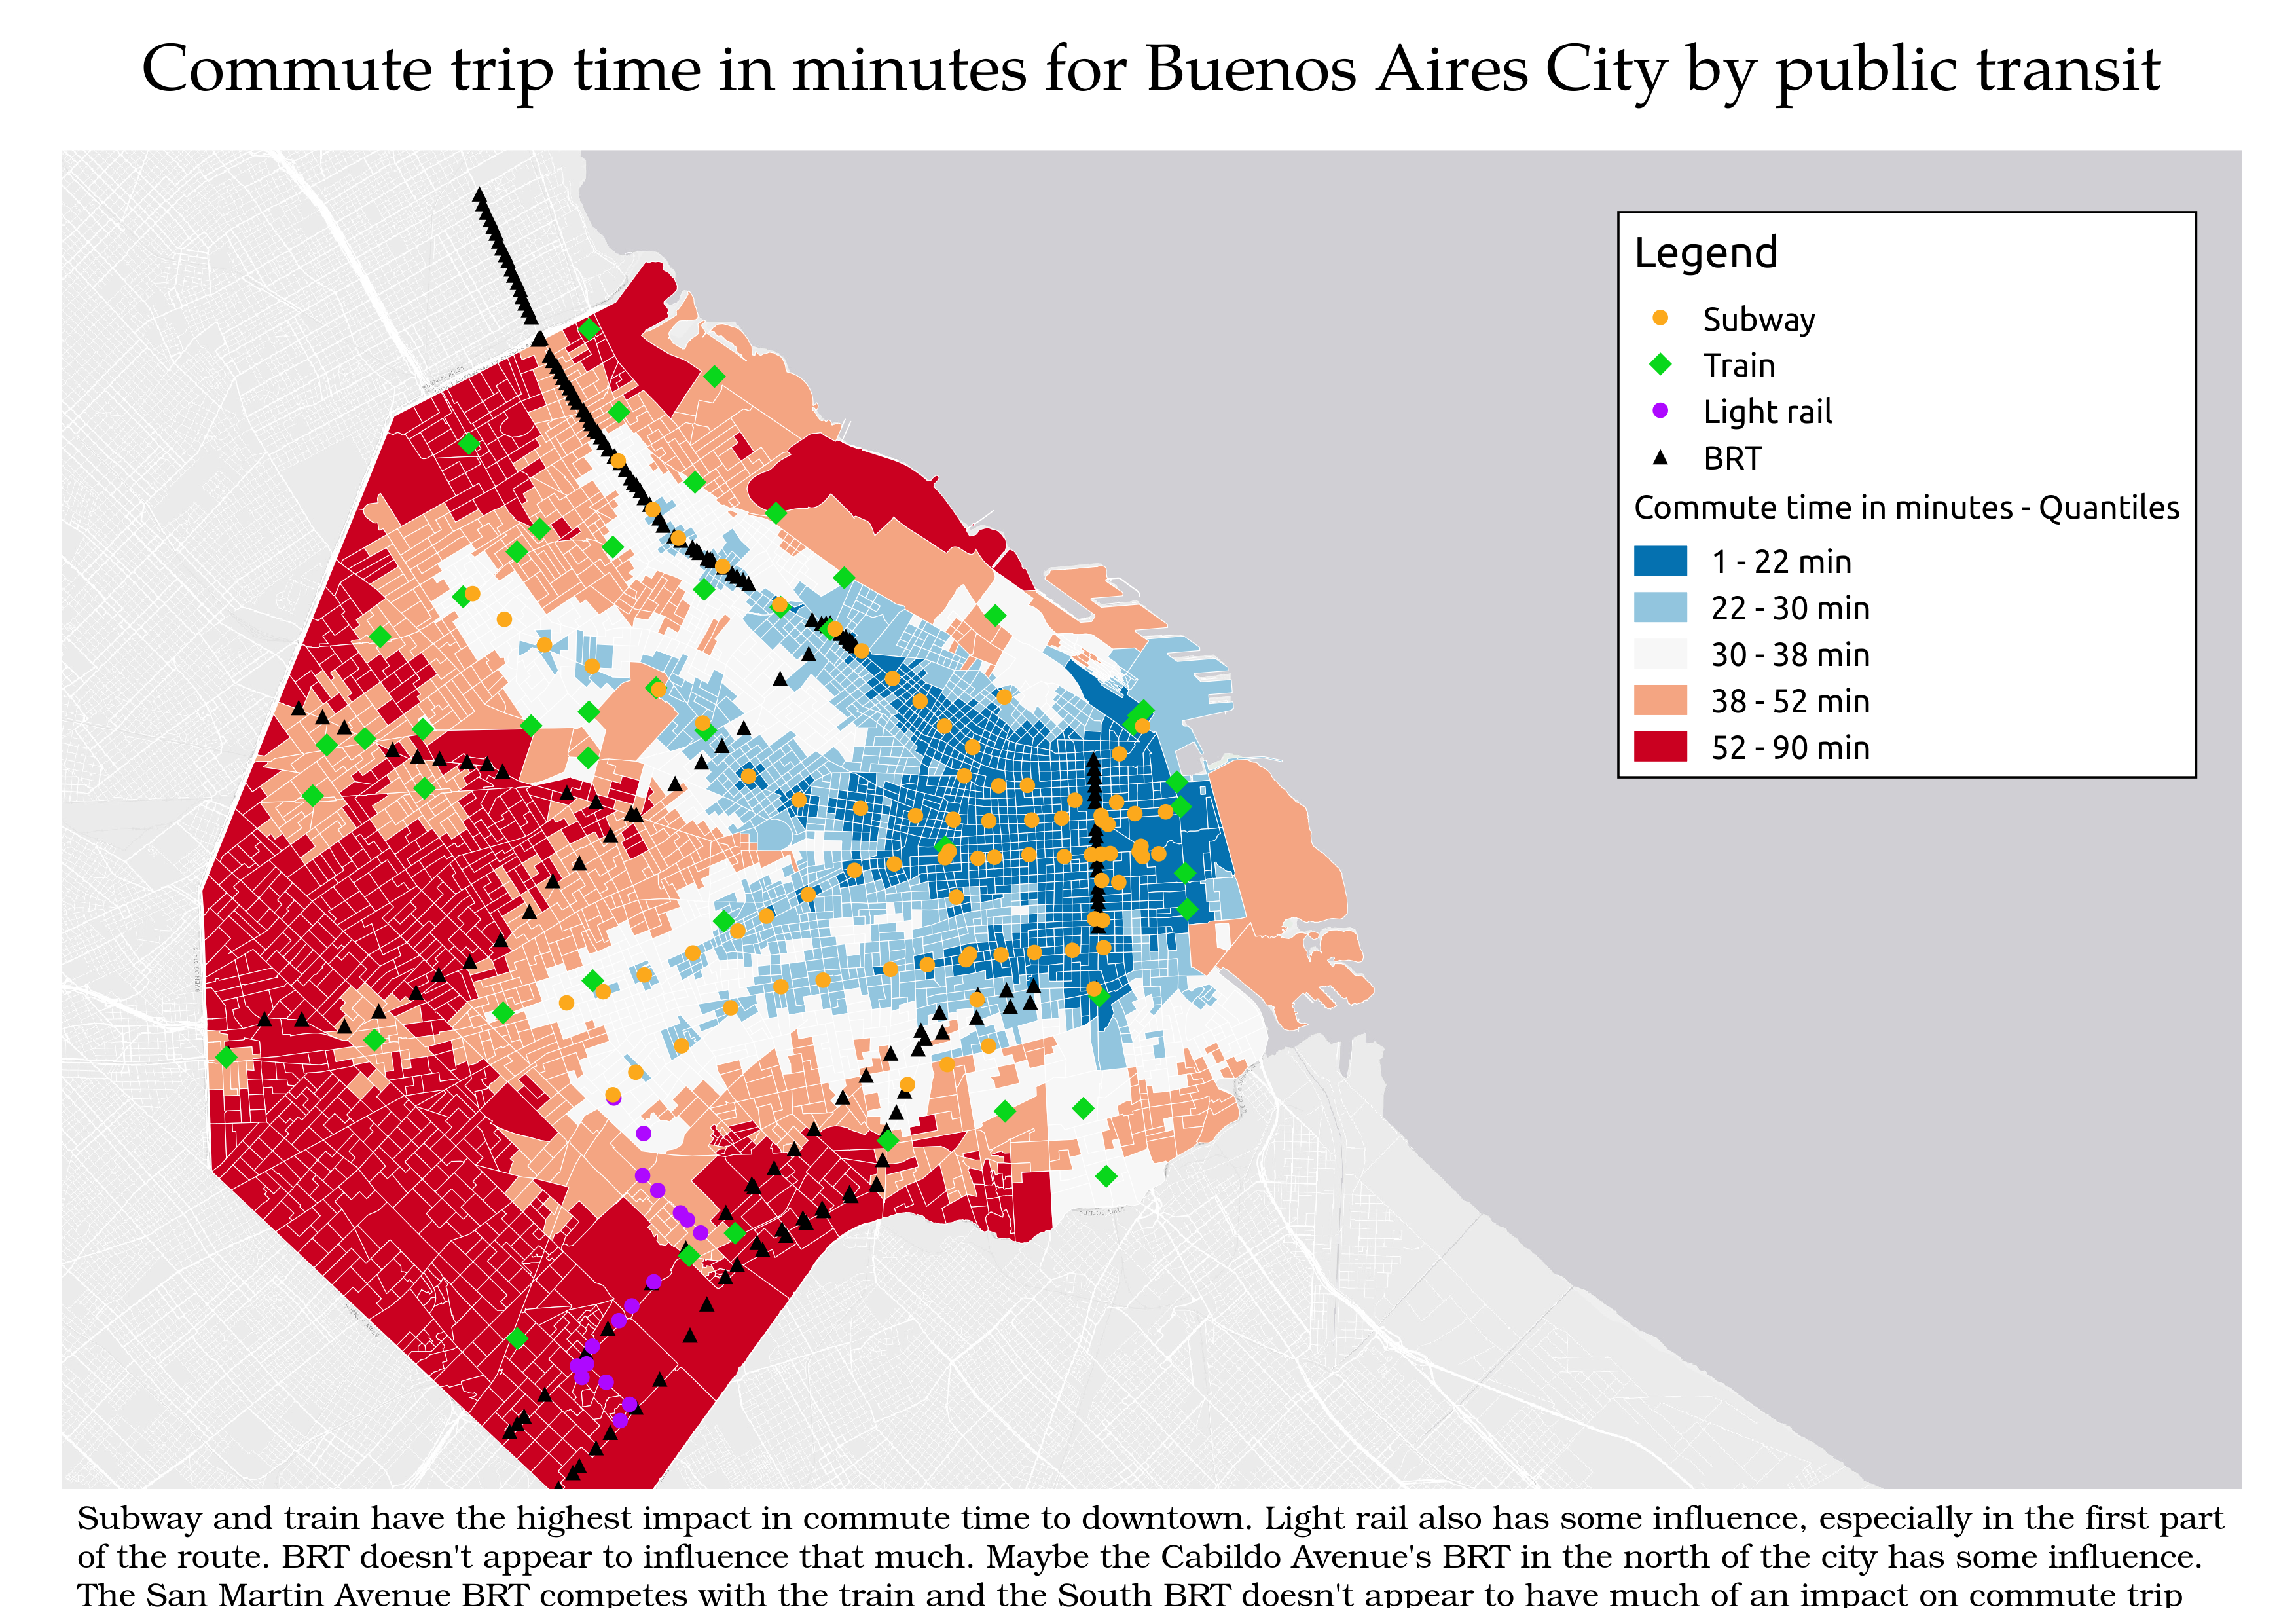 Commute trip time in minutes for Buenos Aires City by public transit
Legend
Subway
Train
Light rail
BRT
Commute time in minutes - Quantiles
1 - 22 min
22 - 30 min
30 - 38 min
38 - 52 min
52 - 90 min
Subway and train have the highest impact in commute time to downtown. Light rail also has some influence, especially in the first part
of the route. BRT doesn't appear to influence that much. Maybe the Cabildo Avenue's BRT in the north of the city has some influence.
The San Martin Avenue BRT competes with the train and the South BRT doesn't appear to have much of an impact on commute trip